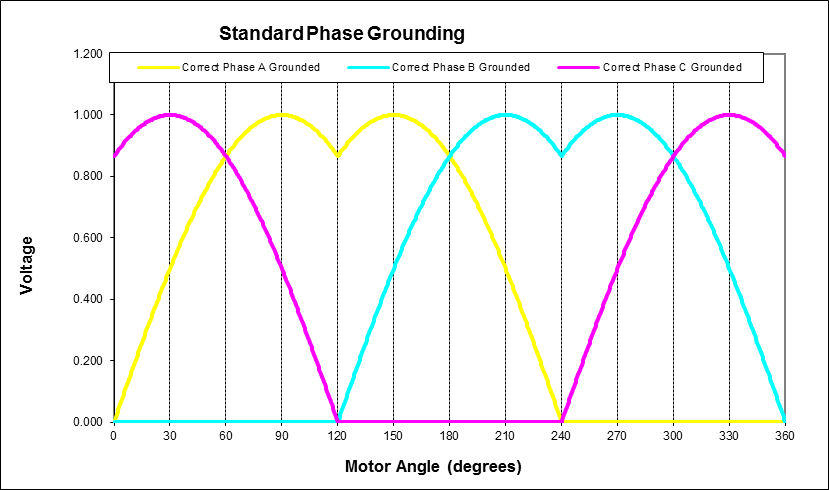 Standard Phase Grounding
1.200
Correct Phase A Grounded Correct Phase B Grounded Correct Phase C Grounded
1.000
0.800
0.600
0.400
0.200
0.000
Voltage
0 30 60 90 120 150 180 210 240 270 300 330 360
Motor Angle (degrees)